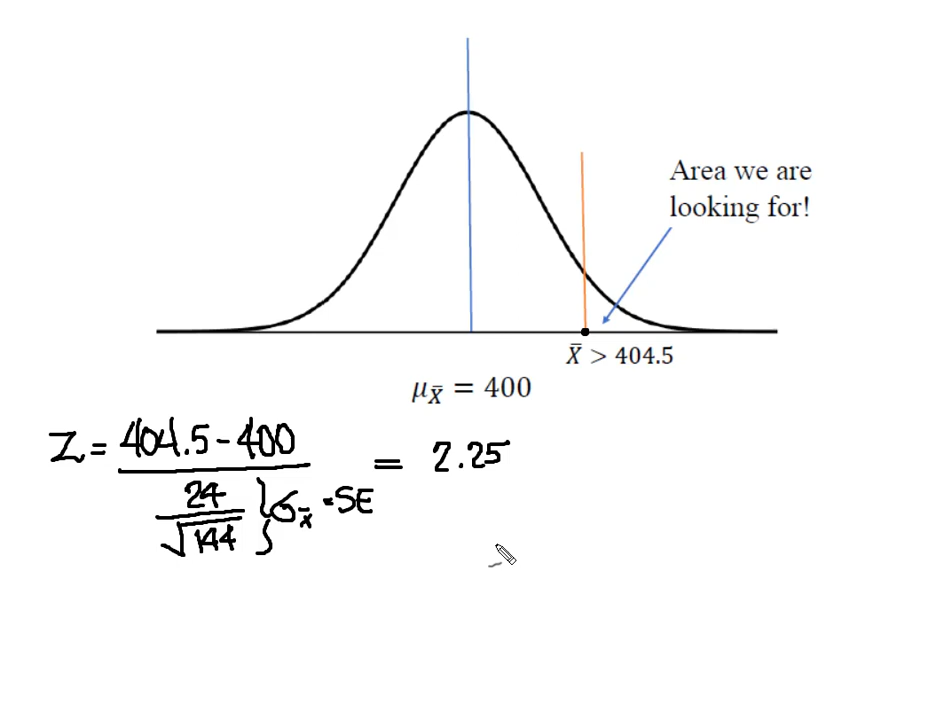 Area we are
looking for!
X̄ > 404.5
μ_X̄ = 400
Z = (404.5 - 400) / (24 / √144) } σ_x̄ = SE = 2.25